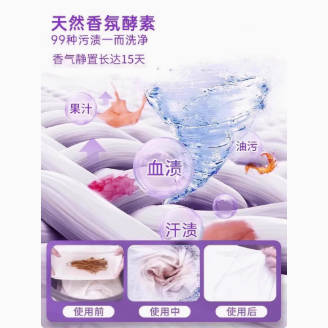 天然香氛酵素
99种污渍一而洗净
香气静置长达15天
果汁
油污
血渍
汗渍
使用前
使用中
使用后